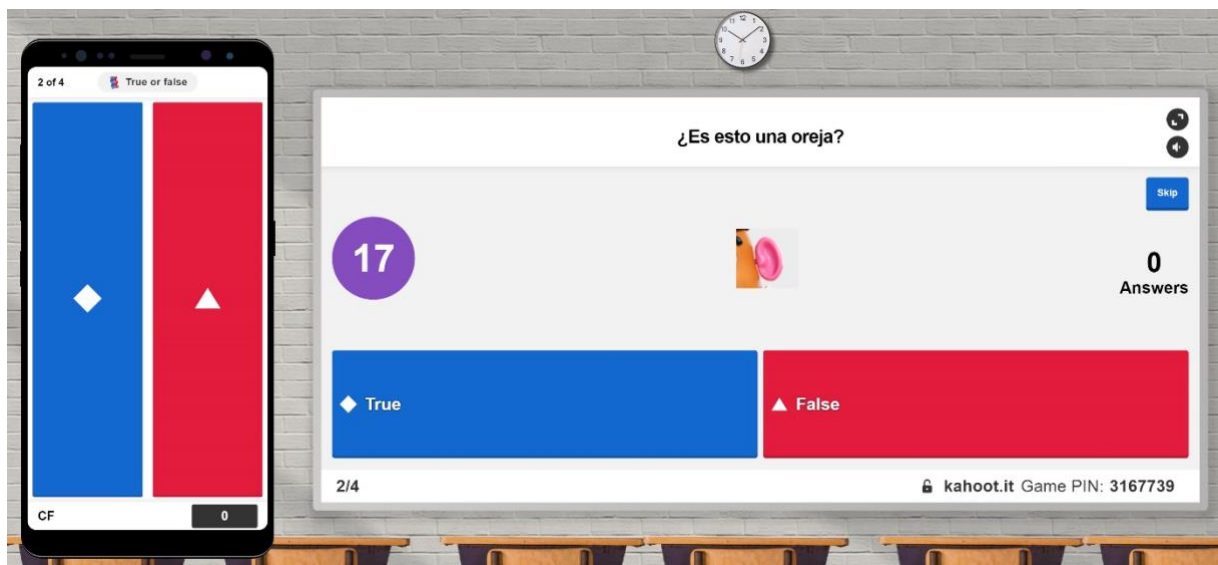 2 of 4 True or false
CF 0
¿Es esto una oreja?
Skip
17
0
Answers
True
False
2/4 kahoot.it Game PIN: 3167739